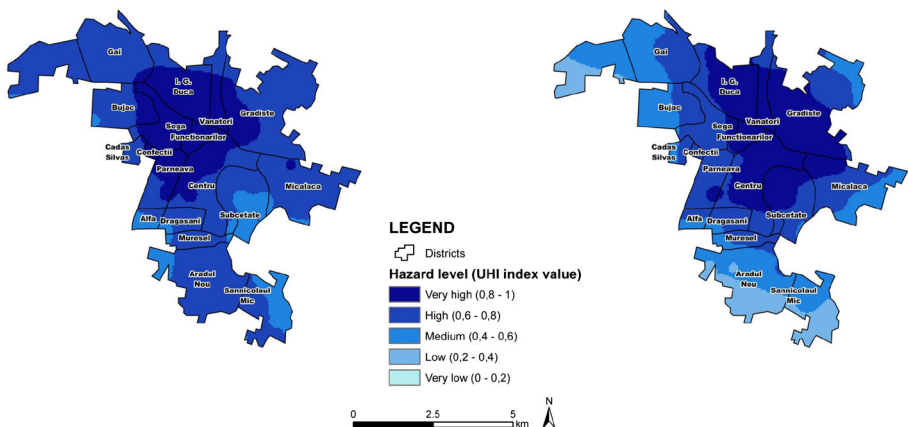 Gai
I. G.
Duca
Bujac
Gradiste
Vanatori
Soga
Functionarilor
Cadas
Silvas
Confectii
Parneava
Centru
Micalaca
Alfa
Dragasani
Subcetate
Muresel
Aradul
Nou
Sannicolaul
Mic
LEGEND
Districts
Hazard level (UHI index value)
Very high (0,8 - 1)
High (0,6 - 0,8)
Medium (0,4 - 0,6)
Low (0,2 - 0,4)
Very low (0 - 0,2)
0 2.5 5
km
N
Gai
I. G.
Duca
Bujac
Gradiste
Vanatori
Soga
Functionarilor
Cadas
Silvas
Confectii
Parneava
Centru
Micalaca
Alfa
Dragasani
Subcetate
Muresel
Aradul
Nou
Sannicolaul
Mic